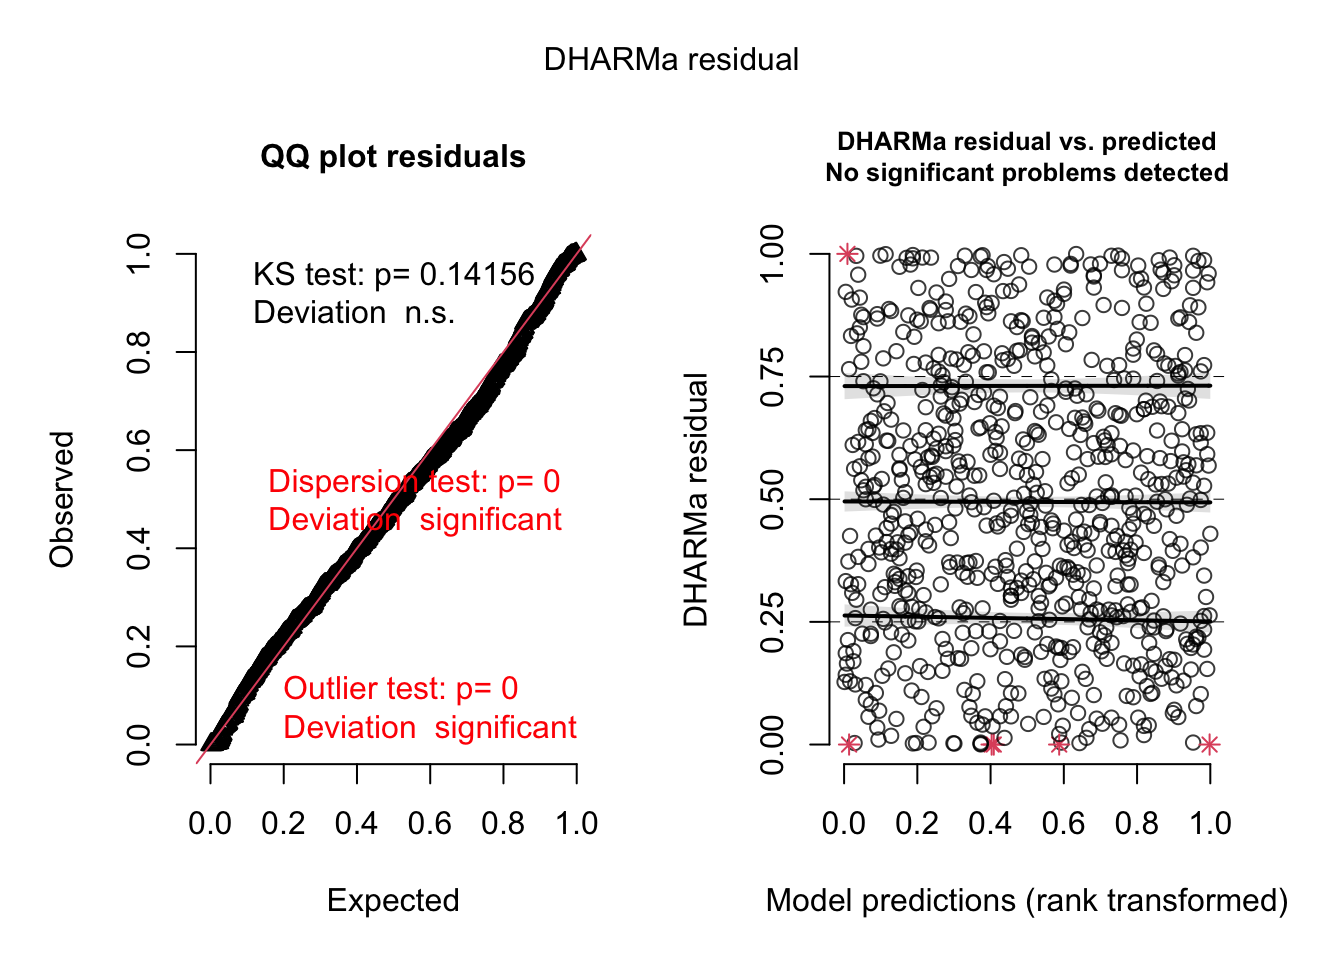 DHARMa residual
QQ plot residuals
KS test: p= 0.14156
Deviation  n.s.
Dispersion test: p= 0
Deviation  significant
Outlier test: p= 0
Deviation  significant
Observed
0.0 0.2 0.4 0.6 0.8 1.0
0.0 0.2 0.4 0.6 0.8 1.0
Expected
DHARMa residual vs. predicted
No significant problems detected
DHARMa residual
0.00 0.25 0.50 0.75 1.00
0.0 0.2 0.4 0.6 0.8 1.0
Model predictions (rank transformed)